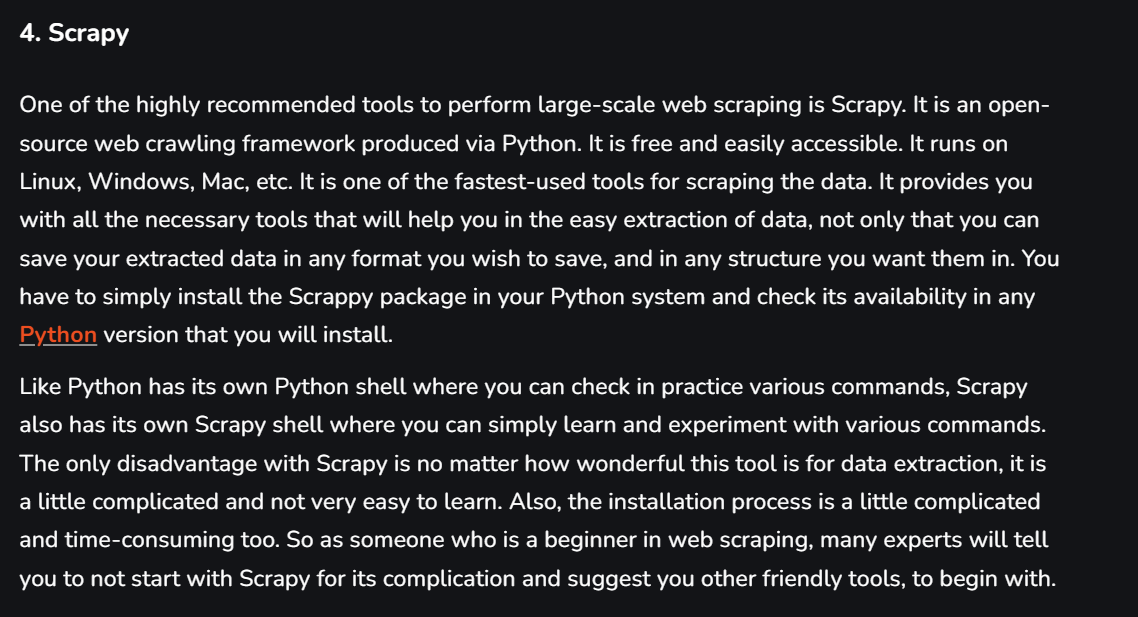 4. Scrapy
One of the highly recommended tools to perform large-scale web scraping is Scrapy. It is an open-
source web crawling framework produced via Python. It is free and easily accessible. It runs on
Linux, Windows, Mac, etc. It is one of the fastest-used tools for scraping the data. It provides you
with all the necessary tools that will help you in the easy extraction of data, not only that you can
save your extracted data in any format you wish to save, and in any structure you want them in. You
have to simply install the Scrappy package in your Python system and check its availability in any
Python version that you will install.
Like Python has its own Python shell where you can check in practice various commands, Scrapy
also has its own Scrapy shell where you can simply learn and experiment with various commands.
The only disadvantage with Scrapy is no matter how wonderful this tool is for data extraction, it is
a little complicated and not very easy to learn. Also, the installation process is a little complicated
and time-consuming too. So as someone who is a beginner in web scraping, many experts will tell
you to not start with Scrapy for its complication and suggest you other friendly tools, to begin with.